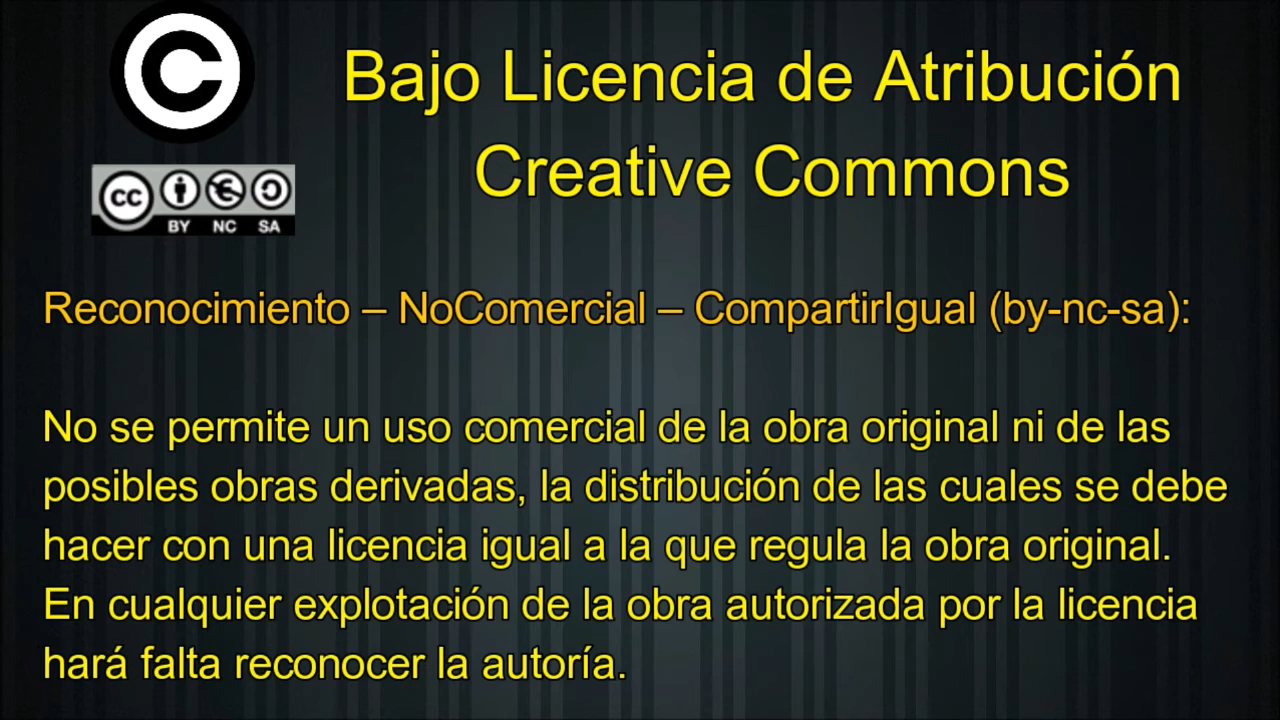 Bajo Licencia de Atribución
Creative Commons
cc
BY NC SA
Reconocimiento – NoComercial – CompartirIgual (by-nc-sa):
No se permite un uso comercial de la obra original ni de las
posibles obras derivadas, la distribución de las cuales se debe
hacer con una licencia igual a la que regula la obra original.
En cualquier explotación de la obra autorizada por la licencia
hará falta reconocer la autoría.